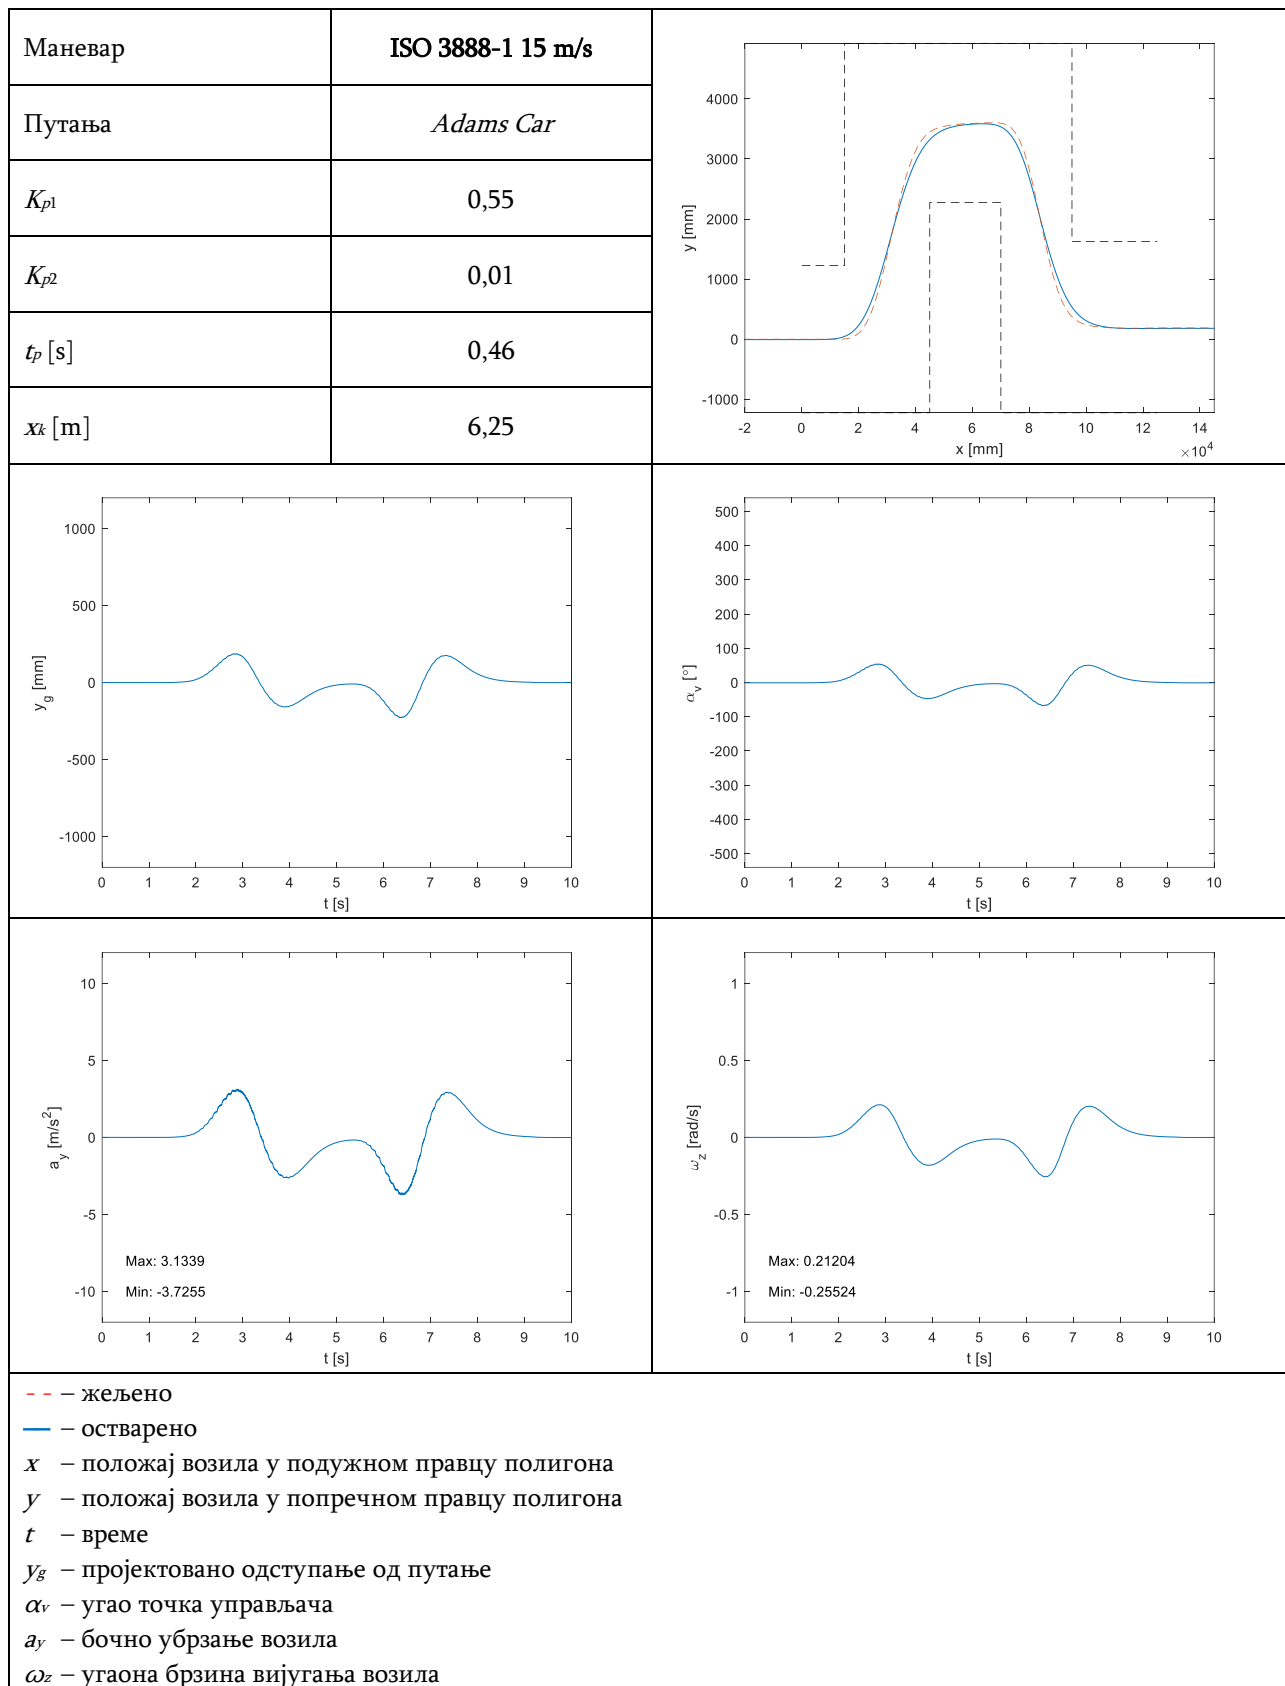 Маневар ISO 3888-1 15 m/s
Путања Adams Car
Kp1 0,55
Kp2 0,01
tp [s] 0,46
xk [m] 6,25
4000
3000
2000
1000
0
-1000
y [mm]
-2 0 2 4 6 8 10 12 14
x [mm] ×10⁴
1000
500
0
-500
-1000
y_g [mm]
0 1 2 3 4 5 6 7 8 9 10
t [s]
500
400
300
200
100
0
-100
-200
-300
-400
-500
α_v [°]
0 1 2 3 4 5 6 7 8 9 10
t [s]
10
5
0
-5
-10
a_y [m/s²]
Max: 3.1339
Min: -3.7255
0 1 2 3 4 5 6 7 8 9 10
t [s]
1
0.5
0
-0.5
-1
ω_z [rad/s]
Max: 0.21204
Min: -0.25524
0 1 2 3 4 5 6 7 8 9 10
t [s]
-- – жељено
— – остварено
x – положај возила у подужном правцу полигона
y – положај возила у попречном правцу полигона
t – време
yg – пројектовано одступање од путање
αv – угао точка управљача
ay – бочно убрзање возила
ωz – угаона брзина вијугања возила